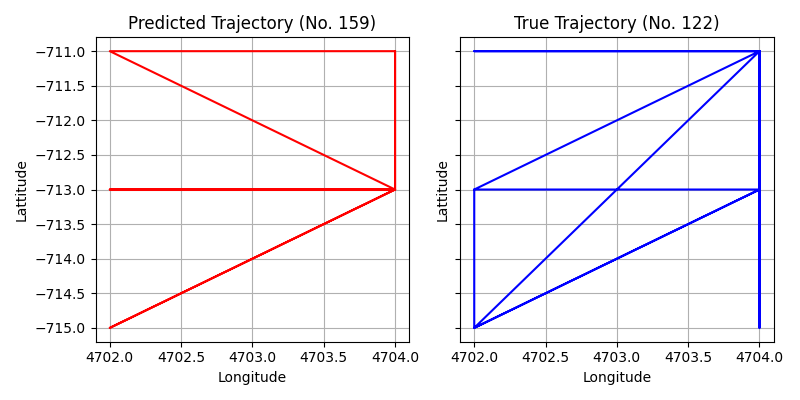 Predicted Trajectory (No. 159)
True Trajectory (No. 122)
−711.0
−711.5
−712.0
−712.5
−713.0
−713.5
−714.0
−714.5
−715.0
Lattitude
Lattitude
4702.0 4702.5 4703.0 4703.5 4704.0
4702.0 4702.5 4703.0 4703.5 4704.0
Longitude
Longitude